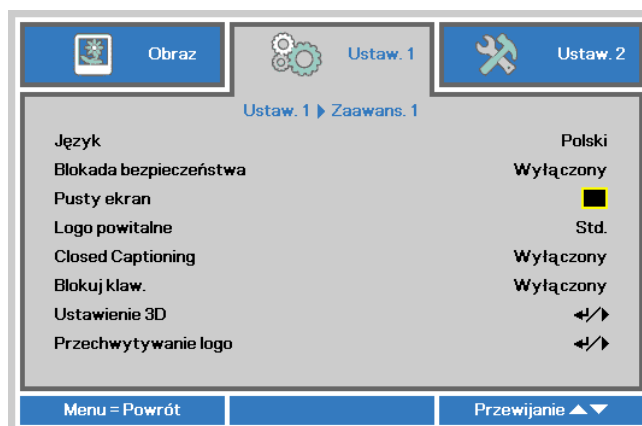 Obraz Ustaw. 1 Ustaw. 2
Ustaw. 1 Zaawans. 1
Język Polski
Blokada bezpieczeństwa Wyłączony
Pusty ekran
Logo powitalne Std.
Closed Captioning Wyłączony
Blokuj klaw. Wyłączony
Ustawienie 3D
Przechwytywanie logo
Menu = Powrót Przewijanie